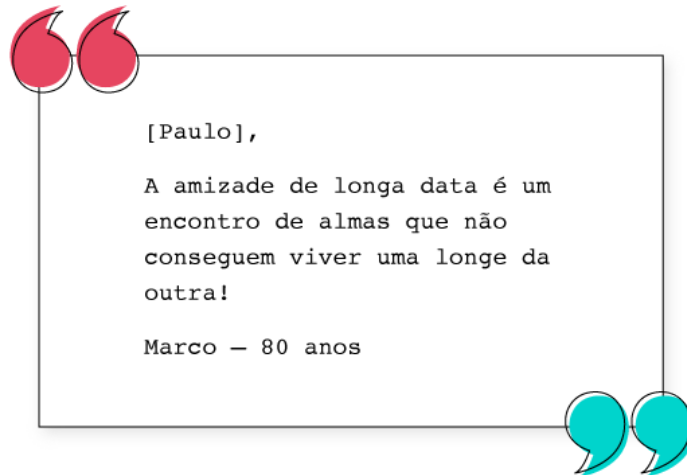 [Paulo],
A amizade de longa data é um
encontro de almas que não
conseguem viver uma longe da
outra!
Marco — 80 anos